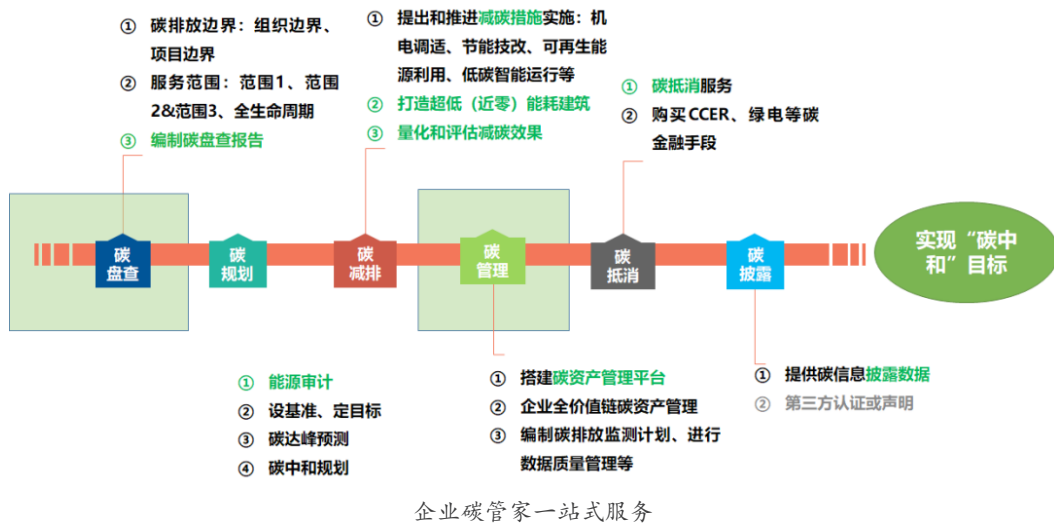 ① 碳排放边界：组织边界、
项目边界
② 服务范围：范围1、范围
2&范围3、全生命周期
③ 编制碳盘查报告
① 提出和推进减碳措施实施：机
电调适、节能技改、可再生能
源利用、低碳智能运行等
② 打造超低（近零）能耗建筑
③ 量化和评估减碳效果
① 碳抵消服务
② 购买CCER、绿电等碳
金融手段
碳
盘查
碳
规划
碳
减排
碳
管理
碳
抵消
碳
披露
实现“碳中
和”目标
① 能源审计
② 设基准、定目标
③ 碳达峰预测
④ 碳中和规划
① 搭建碳资产管理平台
② 企业全价值链碳资产管理
③ 编制碳排放监测计划、进行
数据质量管理等
① 提供碳信息披露数据
② 第三方认证或声明
企业碳管家一站式服务